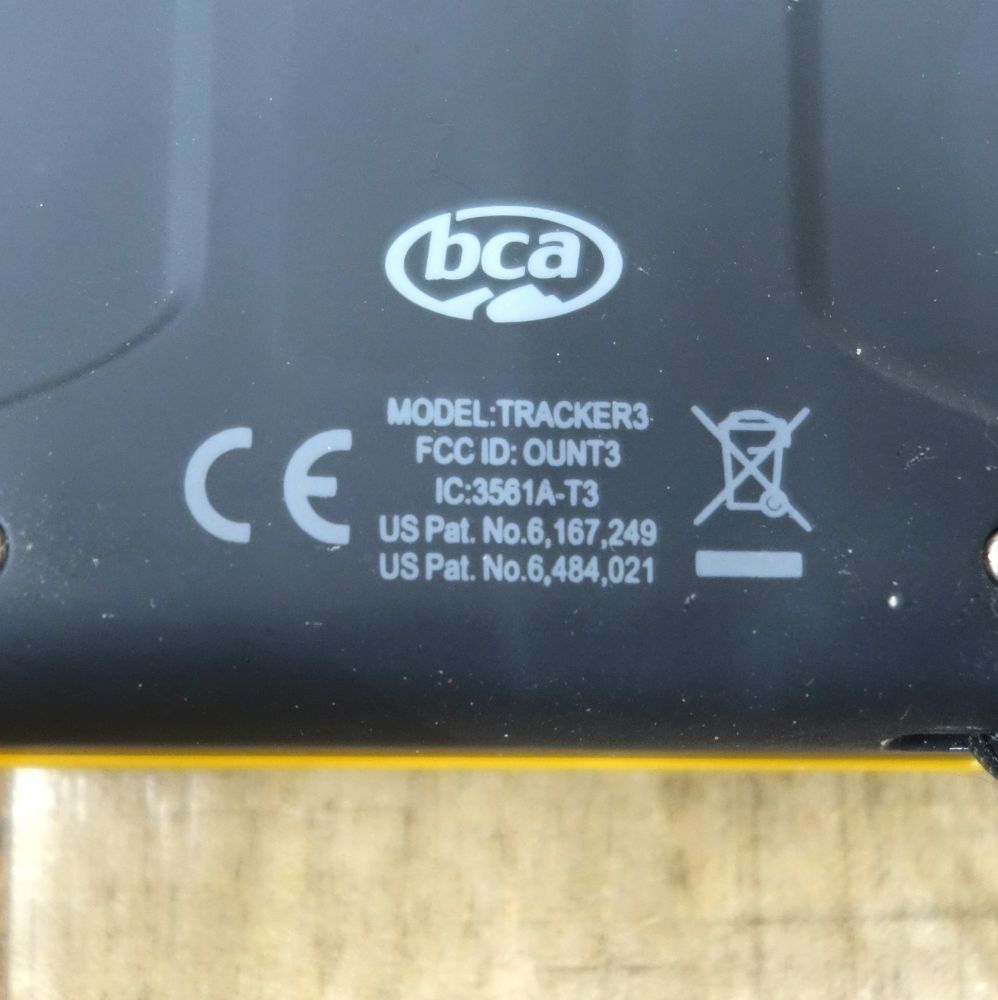 bca
MODEL:TRACKER3
FCC ID: OUNT3
IC:3561A-T3
US Pat. No.6,167,249
US Pat. No.6,484,021
CE